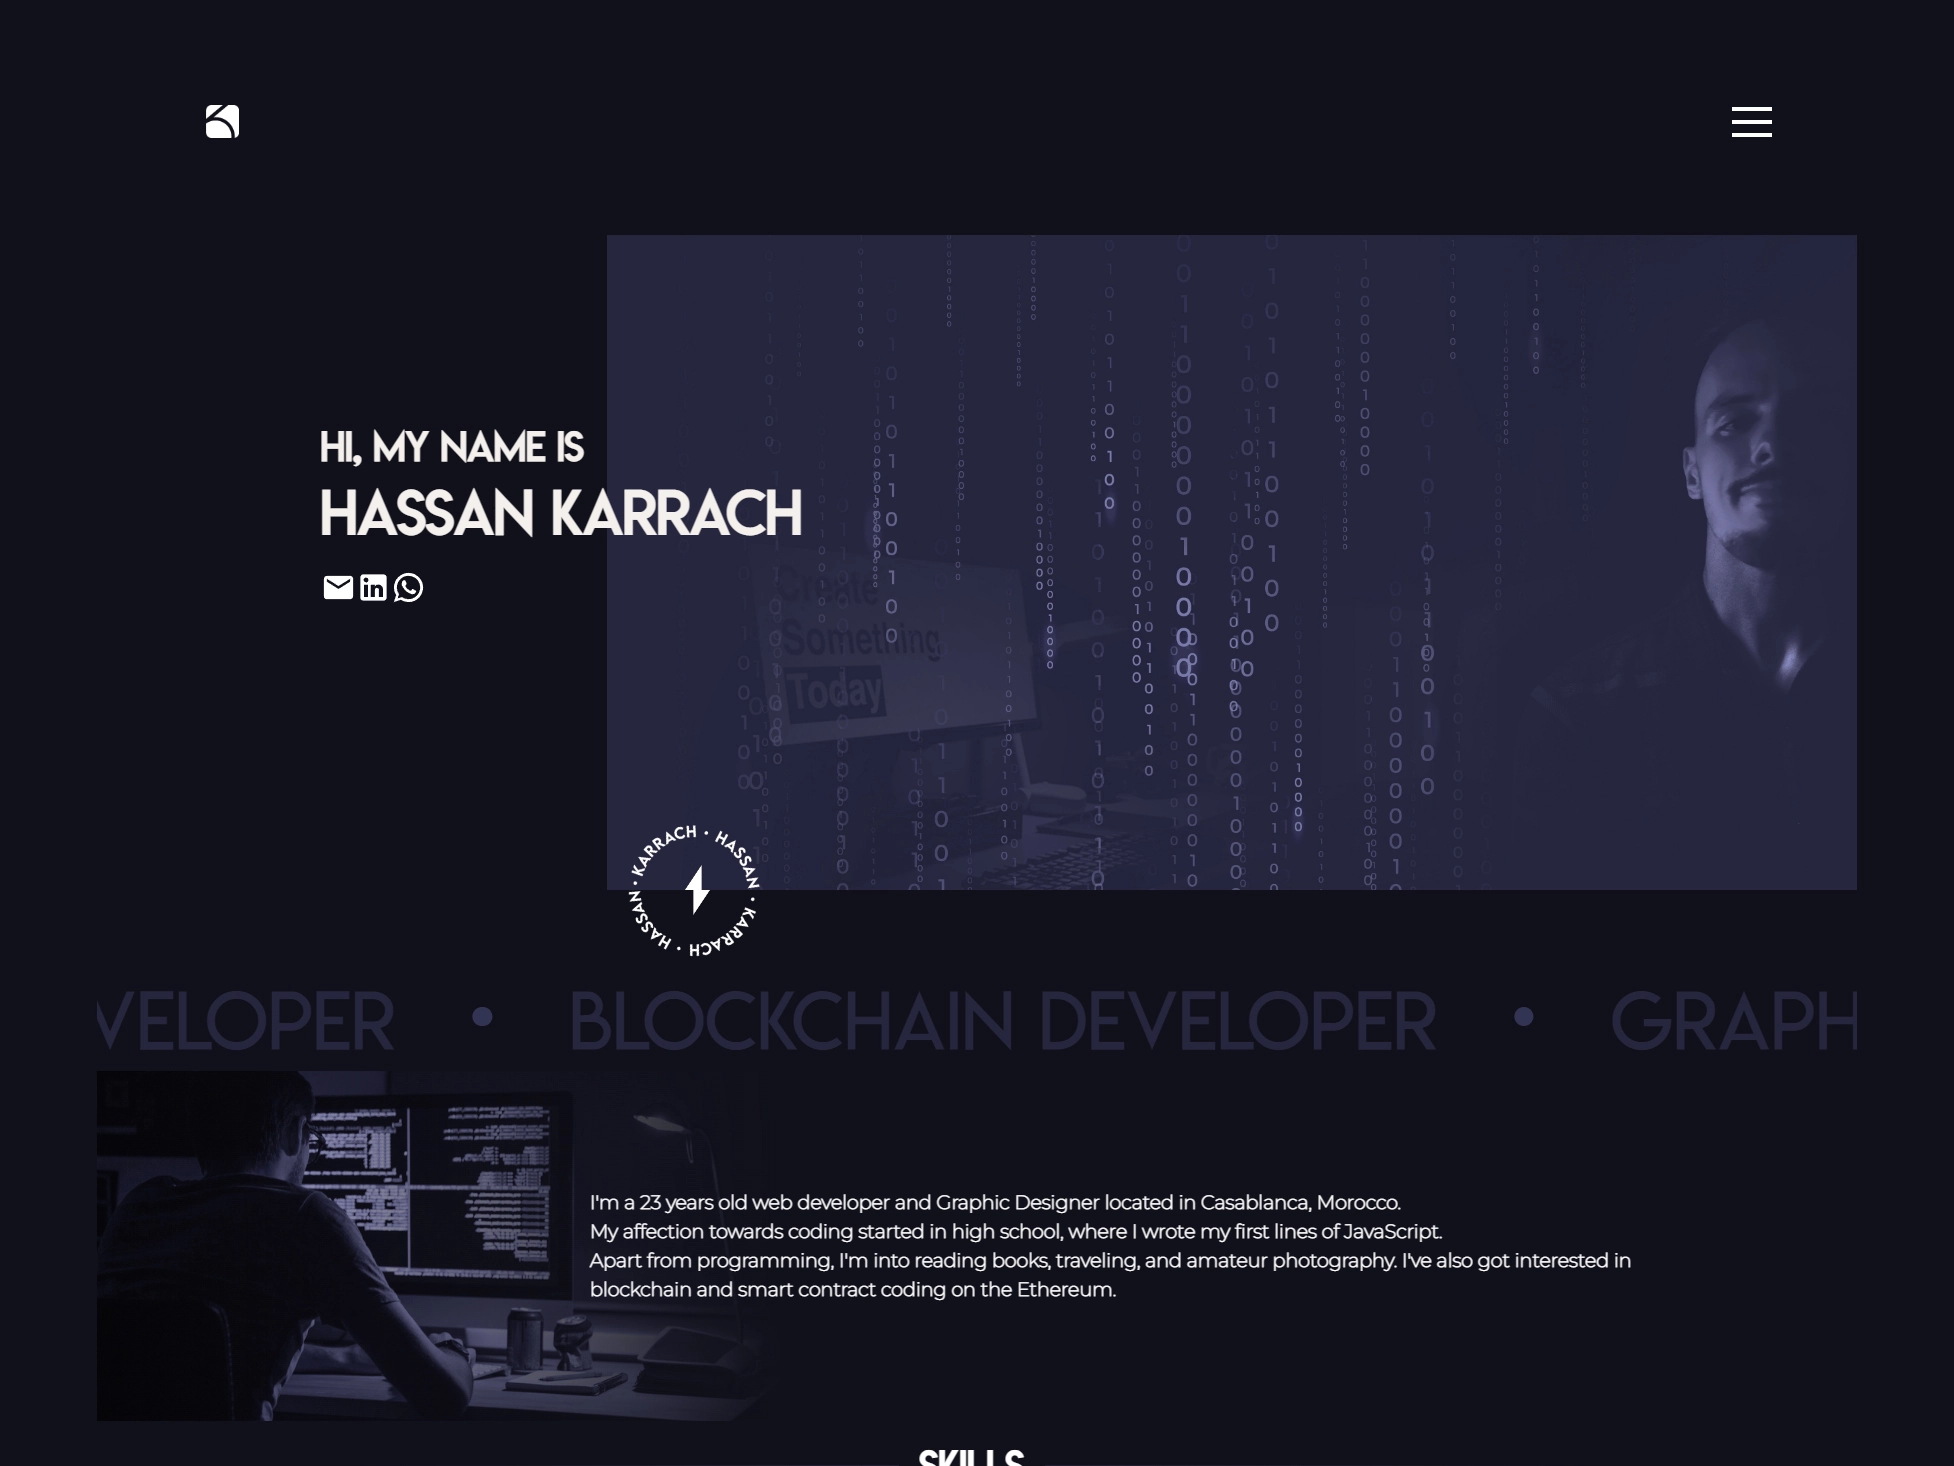 HI, MY NAME IS
HASSAN KARRACH
Create
Something
Today
KARRACH · HASSAN · KARRACH · HASSAN ·
VELOPER • BLOCKCHAIN DEVELOPER • GRAPH
I'm a 23 years old web developer and Graphic Designer located in Casablanca, Morocco.
My affection towards coding started in high school, where I wrote my first lines of JavaScript.
Apart from programming, I'm into reading books, traveling, and amateur photography. I've also got interested in
blockchain and smart contract coding on the Ethereum.
SKILLS